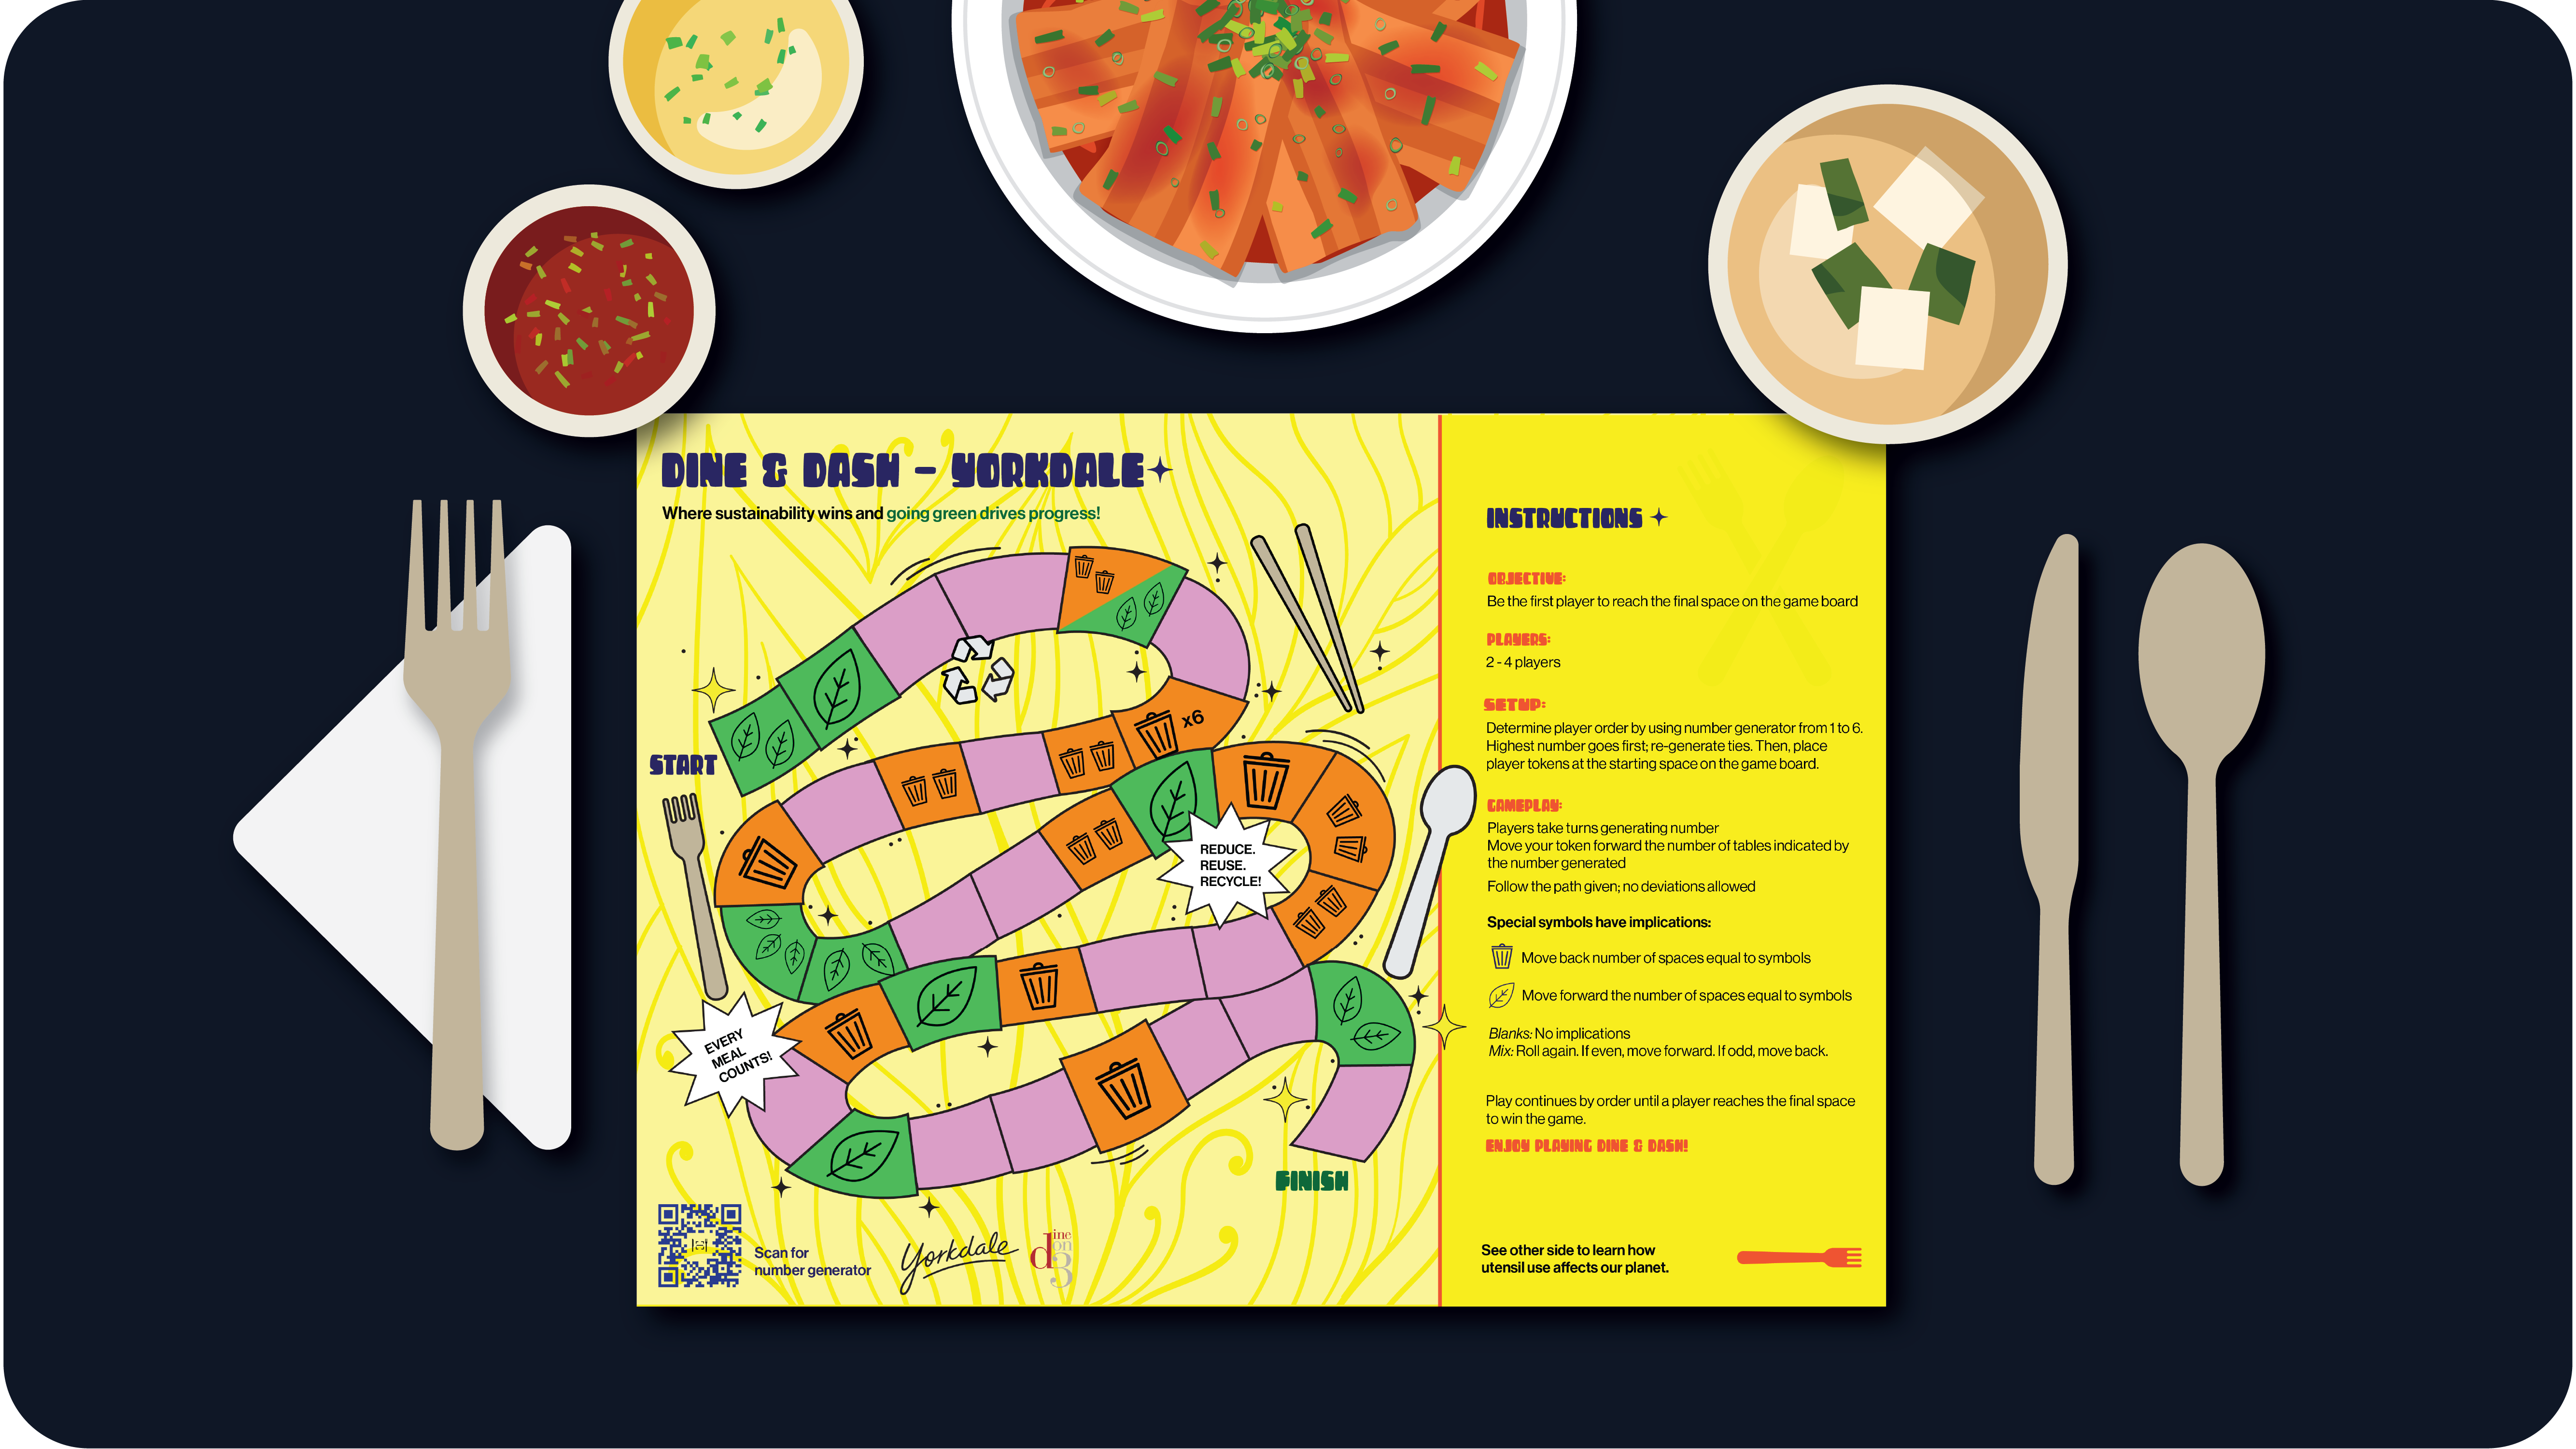 DINE & DASH - YORKDALE
Where sustainability wins and going green drives progress!
x6
START
REDUCE.
REUSE.
RECYCLE!
EVERY
MEAL
COUNTS!
FINISH
Scan for
number generator
Yorkdale
dine
on
3
INSTRUCTIONS
OBJECTIVE:
Be the first player to reach the final space on the game board
PLAYERS:
2 - 4 players
SETUP:
Determine player order by using number generator from 1 to 6.
Highest number goes first; re-generate ties. Then, place
player tokens at the starting space on the game board.
GAMEPLAY:
Players take turns generating number
Move your token forward the number of tables indicated by
the number generated
Follow the path given; no deviations allowed
Special symbols have implications:
Move back number of spaces equal to symbols
Move forward the number of spaces equal to symbols
Blanks: No implications
Mix: Roll again. If even, move forward. If odd, move back.
Play continues by order until a player reaches the final space
to win the game.
ENJOY PLAYING DINE & DASH!
See other side to learn how
utensil use affects our planet.